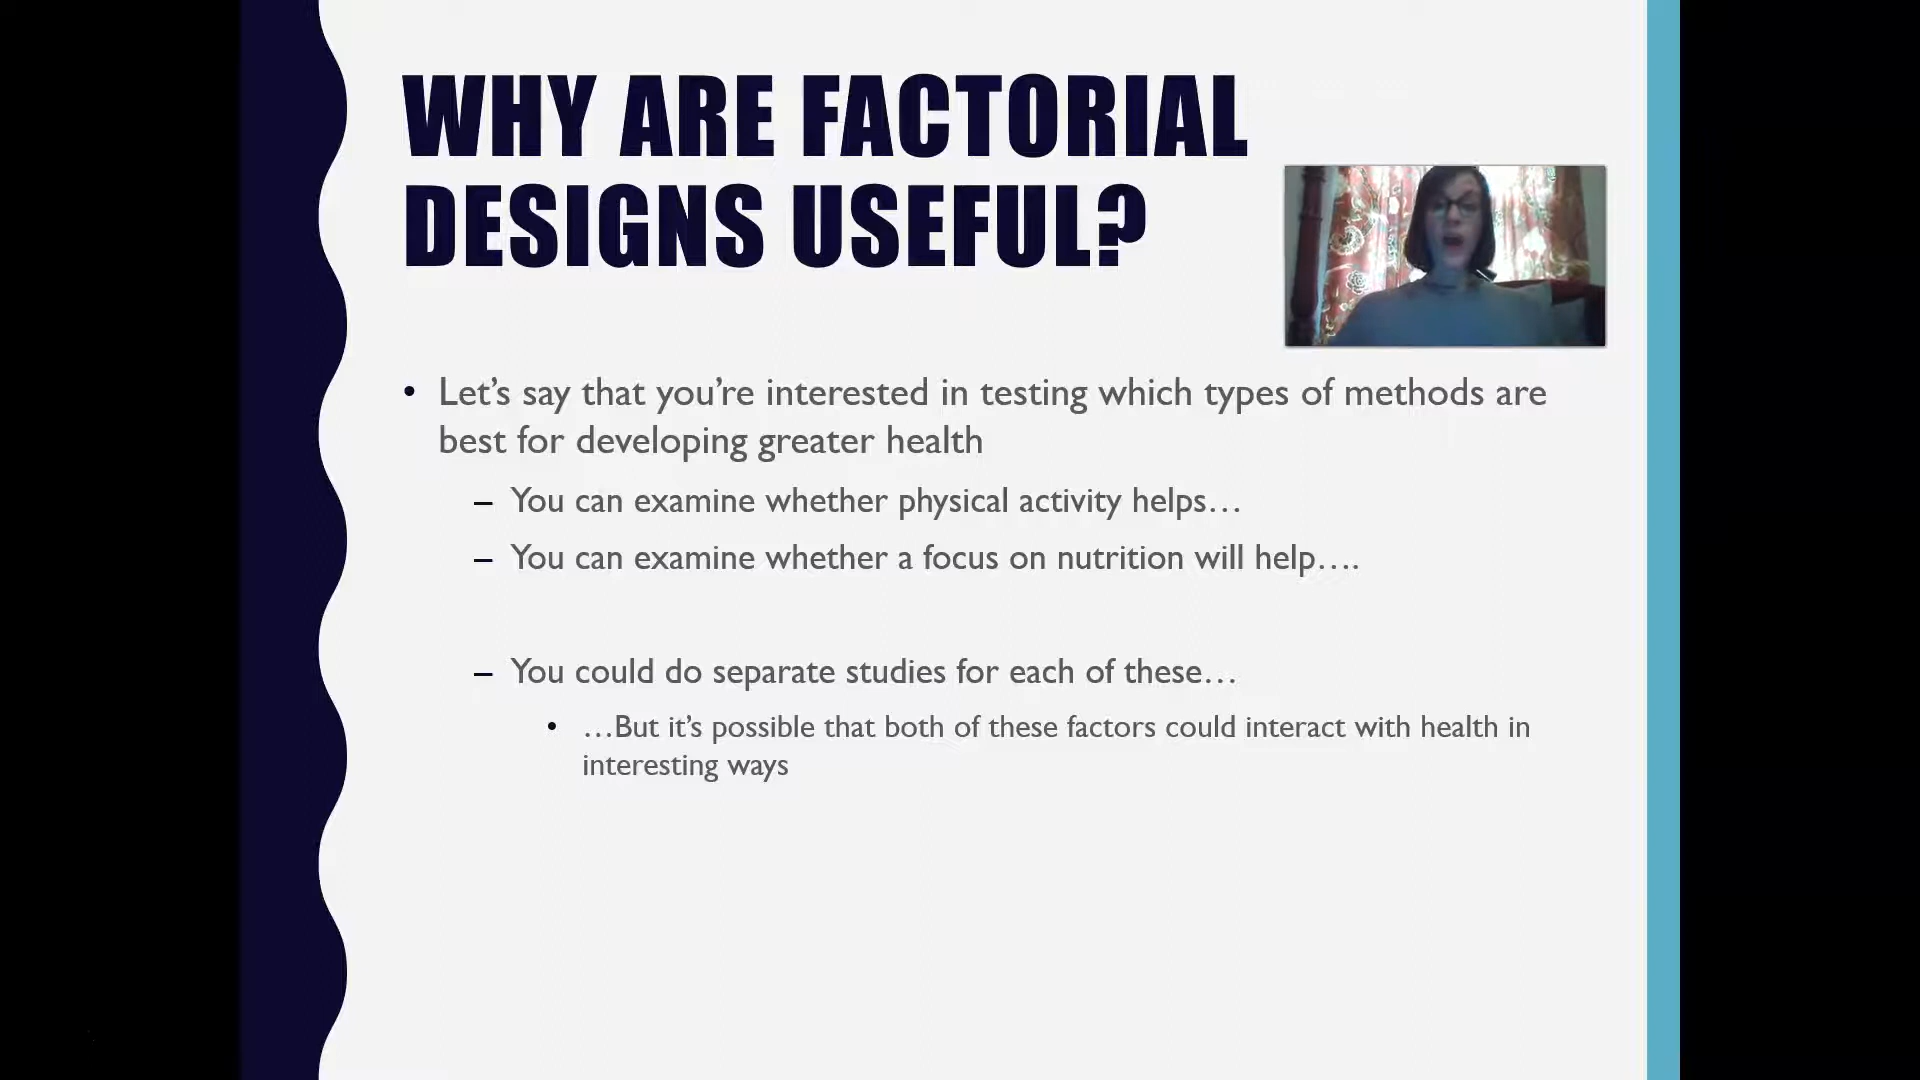 WHY ARE FACTORIAL
DESIGNS USEFUL?
• Let’s say that you’re interested in testing which types of methods are
best for developing greater health
– You can examine whether physical activity helps…
– You can examine whether a focus on nutrition will help….
– You could do separate studies for each of these…
• …But it’s possible that both of these factors could interact with health in
interesting ways